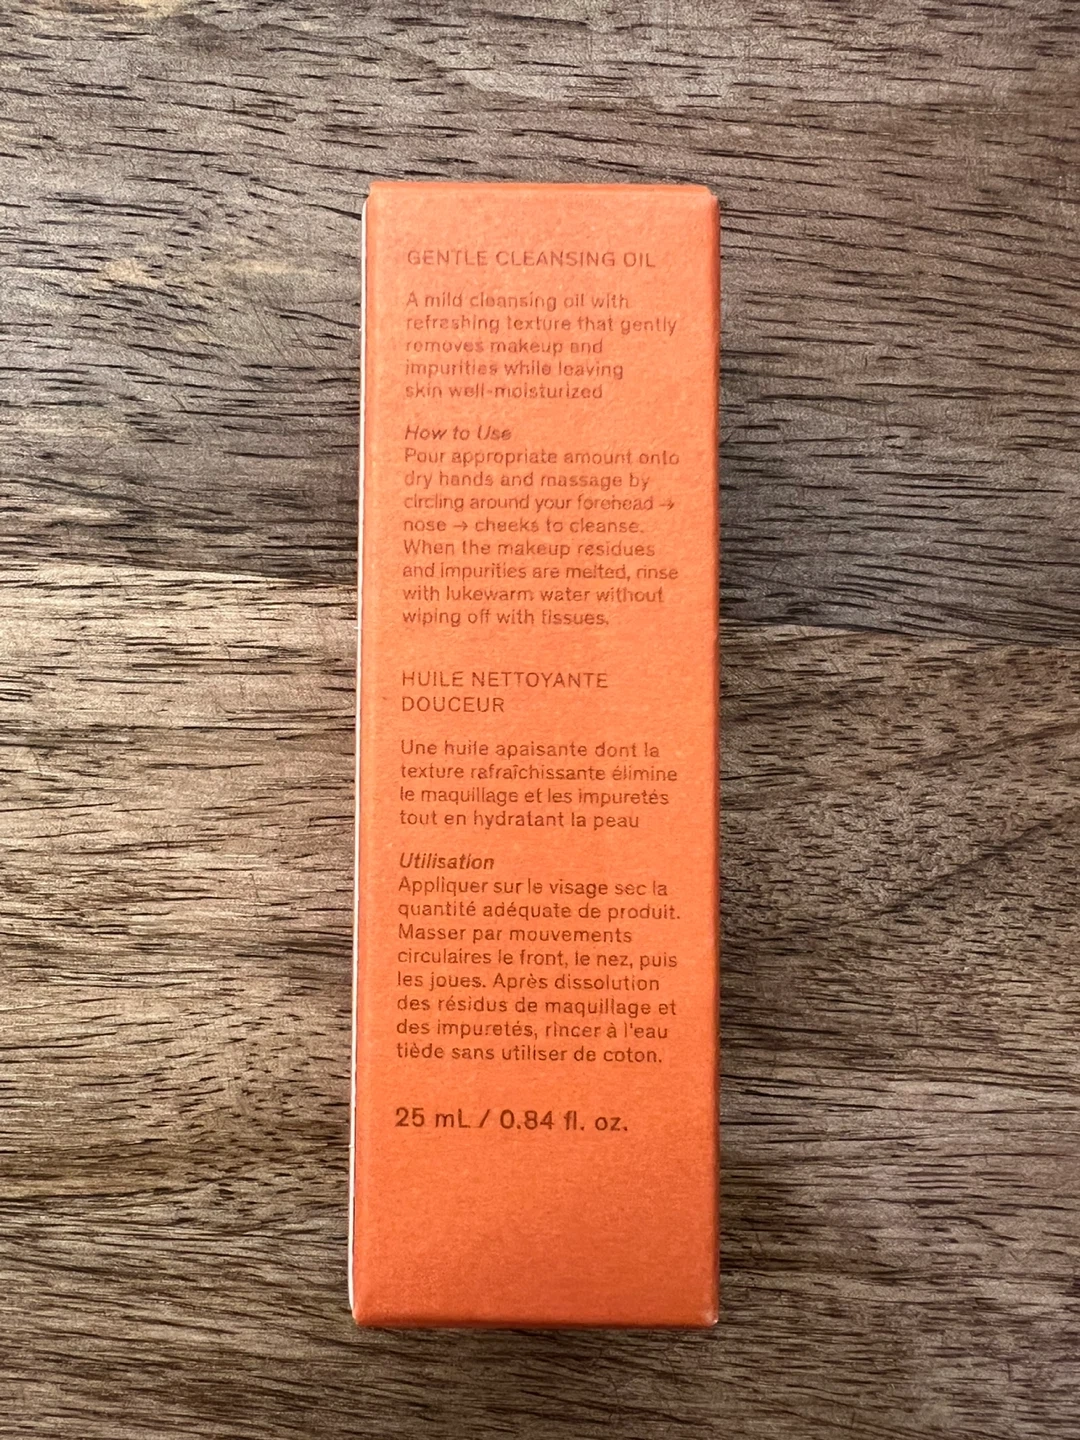 GENTLE CLEANSING OIL
A mild cleansing oil with
refreshing texture that gently
removes makeup and
impurities while leaving
skin well-moisturized
How to Use
Pour appropriate amount onto
dry hands and massage by
circling around your forehead →
nose → cheeks to cleanse.
When the makeup residues
and impurities are melted, rinse
with lukewarm water without
wiping off with tissues.
HUILE NETTOYANTE
DOUCEUR
Une huile apaisante dont la
texture rafraîchissante élimine
le maquillage et les impuretés
tout en hydratant la peau
Utilisation
Appliquer sur le visage sec la
quantité adéquate de produit.
Masser par mouvements
circulaires le front, le nez, puis
les joues. Après dissolution
des résidus de maquillage et
des impuretés, rincer à l'eau
tiède sans utiliser de coton.
25 mL / 0.84 fl. oz.